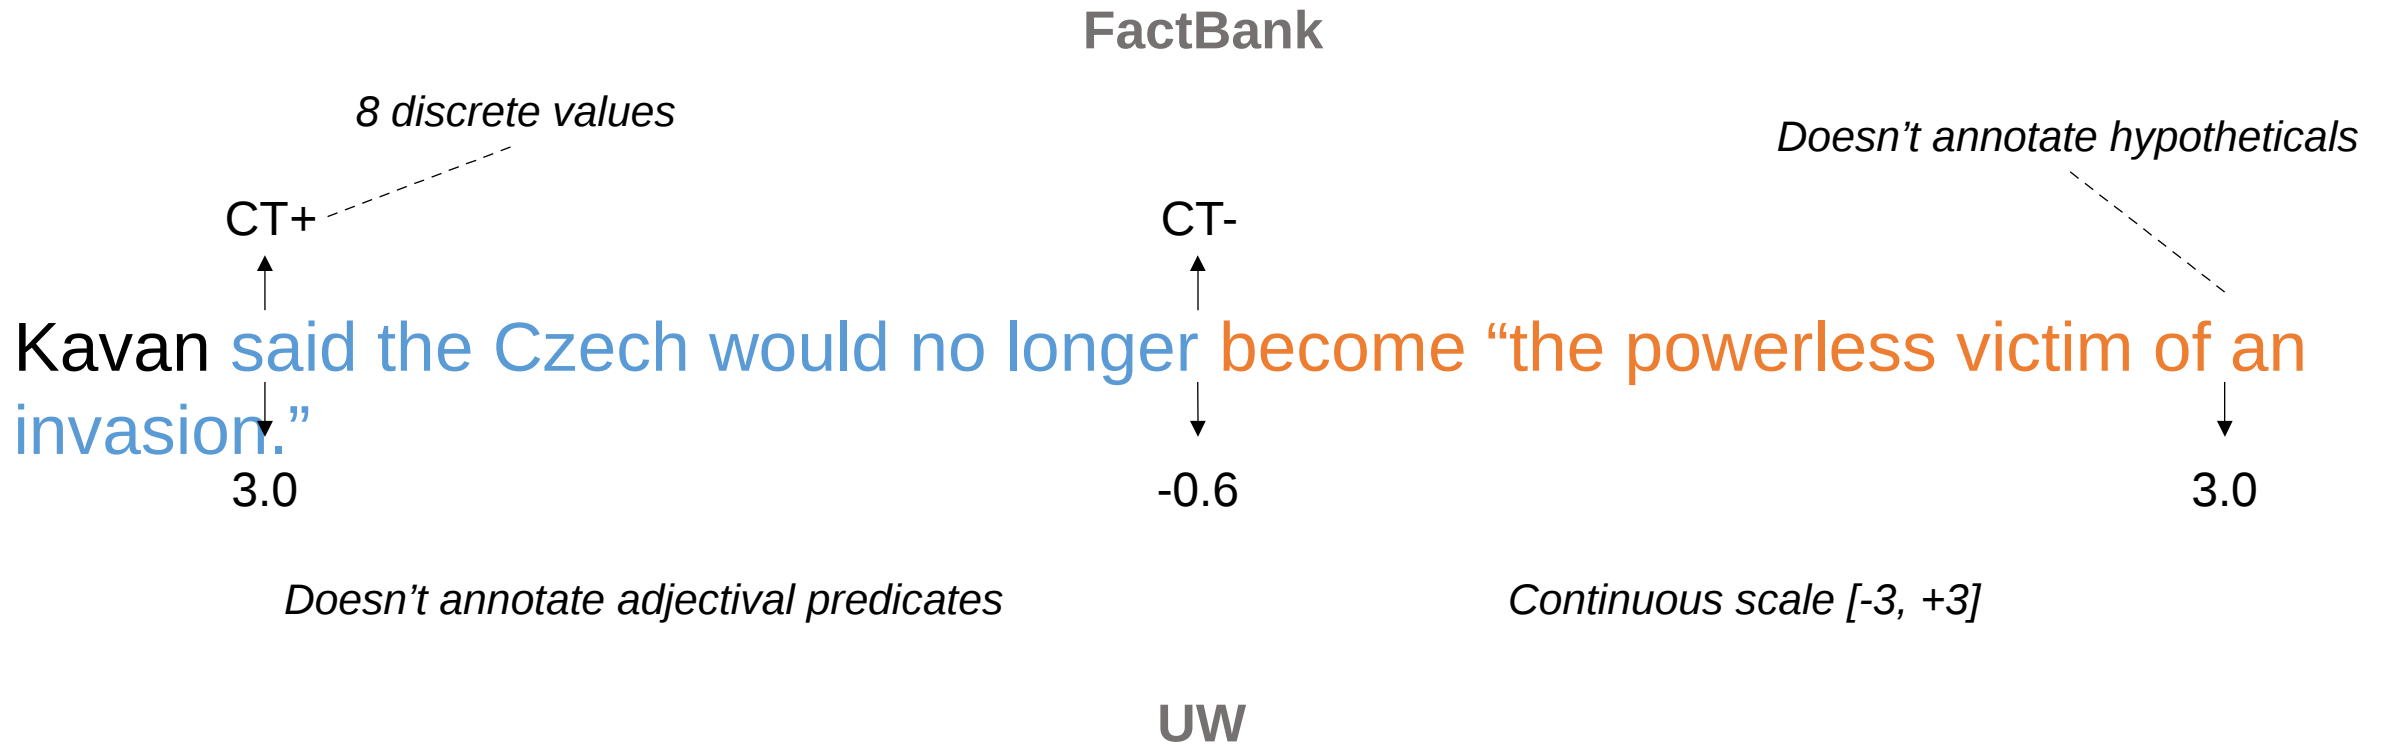 FactBank
8 discrete values
Doesn’t annotate hypotheticals
CT+
CT-
Kavan said the Czech would no longer become “the powerless victim of an
invasion.”
3.0
-0.6
3.0
Doesn’t annotate adjectival predicates
Continuous scale [-3, +3]
UW